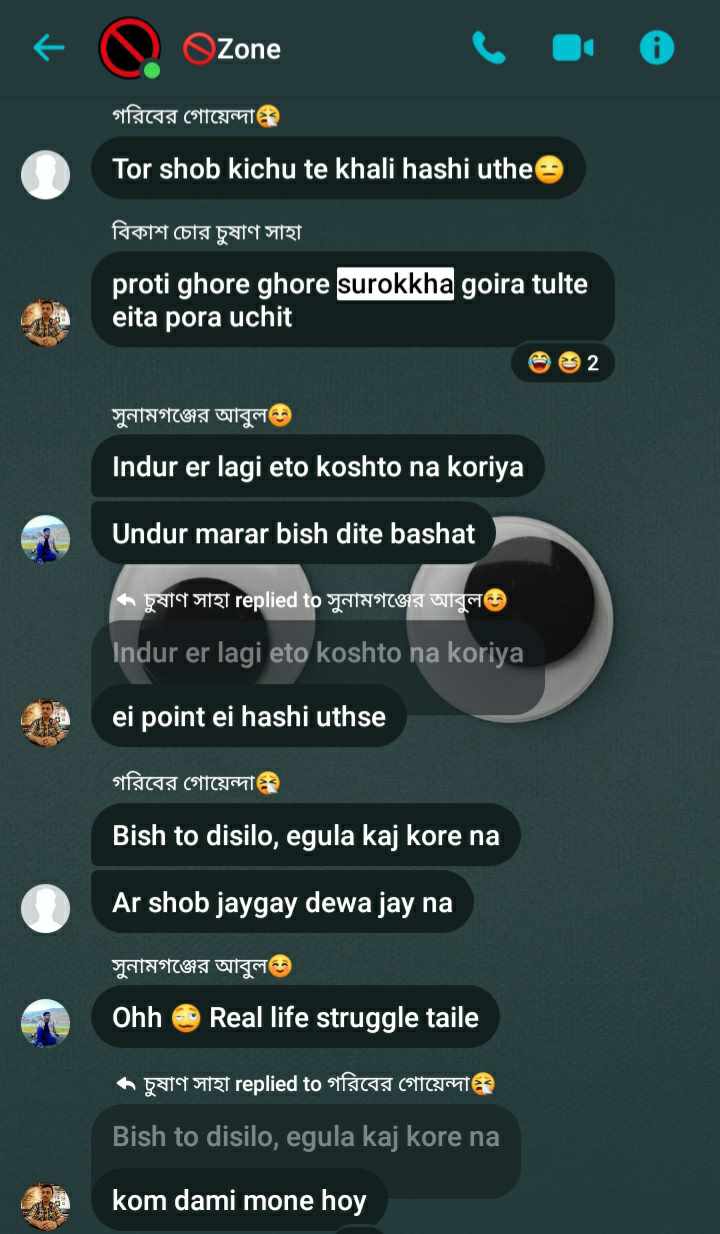 🚫Zone
গরিবের গোয়েন্দা😤
Tor shob kichu te khali hashi uthe😑
বিকাশ চোর চুষাণ সাহা
proti ghore ghore surokkha goira tulte
eita pora uchit
😂 😆 2
সুনামগঞ্জের আবুল☺️
Indur er lagi eto koshto na koriya
Undur marar bish dite bashat
চুষাণ সাহা replied to সুনামগঞ্জের আবুল☺️
Indur er lagi eto koshto na koriya
ei point ei hashi uthse
গরিবের গোয়েন্দা😤
Bish to disilo, egula kaj kore na
Ar shob jaygay dewa jay na
সুনামগঞ্জের আবুল☺️
Ohh 🙄 Real life struggle taile
চুষাণ সাহা replied to গরিবের গোয়েন্দা😤
Bish to disilo, egula kaj kore na
kom dami mone hoy